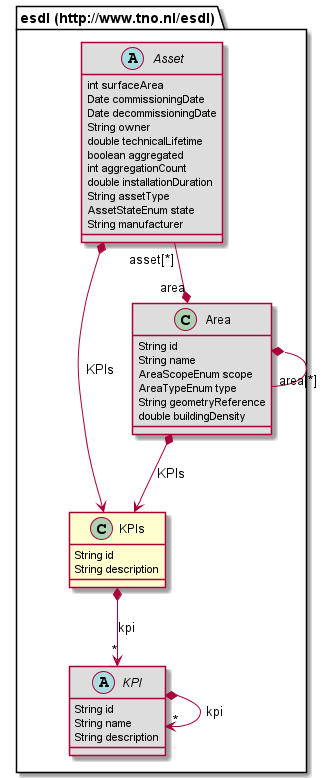 esdl (http://www.tno.nl/esdl)
A Asset
int surfaceArea
Date commissioningDate
Date decommissioningDate
String owner
double technicalLifetime
boolean aggregated
int aggregationCount
double installationDuration
String assetType
AssetStateEnum state
String manufacturer
asset[*]
area
C Area
String id
String name
AreaScopeEnum scope
AreaTypeEnum type
String geometryReference
double buildingDensity
area[*]
KPIs
KPIs
C KPIs
String id
String description
kpi
*
A KPI
String id
String name
String description
kpi
*